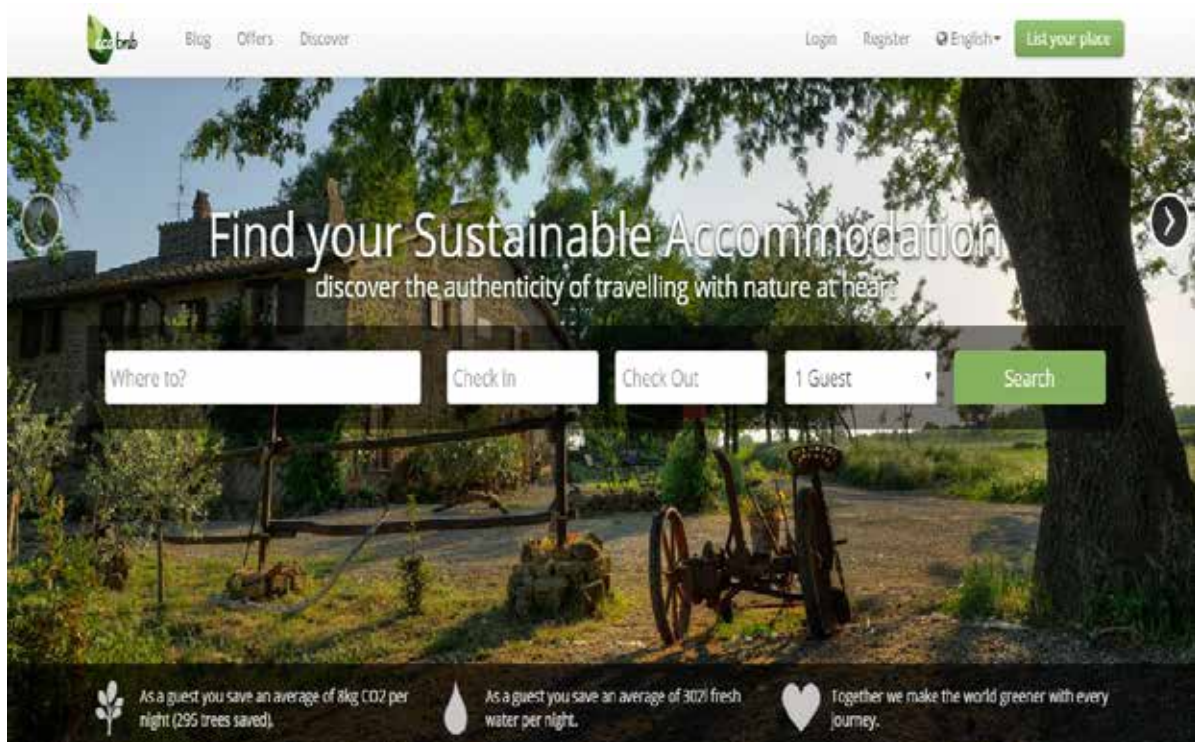 eco bnb
Blog Offers Discover
Login Register English
List your place
Find your Sustainable Accommodation
discover the authenticity of travelling with nature at heart
Where to?
Check In
Check Out
1 Guest
Search
As a guest you save an average of 8kg CO2 per
night (295 trees saved).
As a guest you save an average of 302l fresh
water per night.
Together we make the world greener with every
journey.